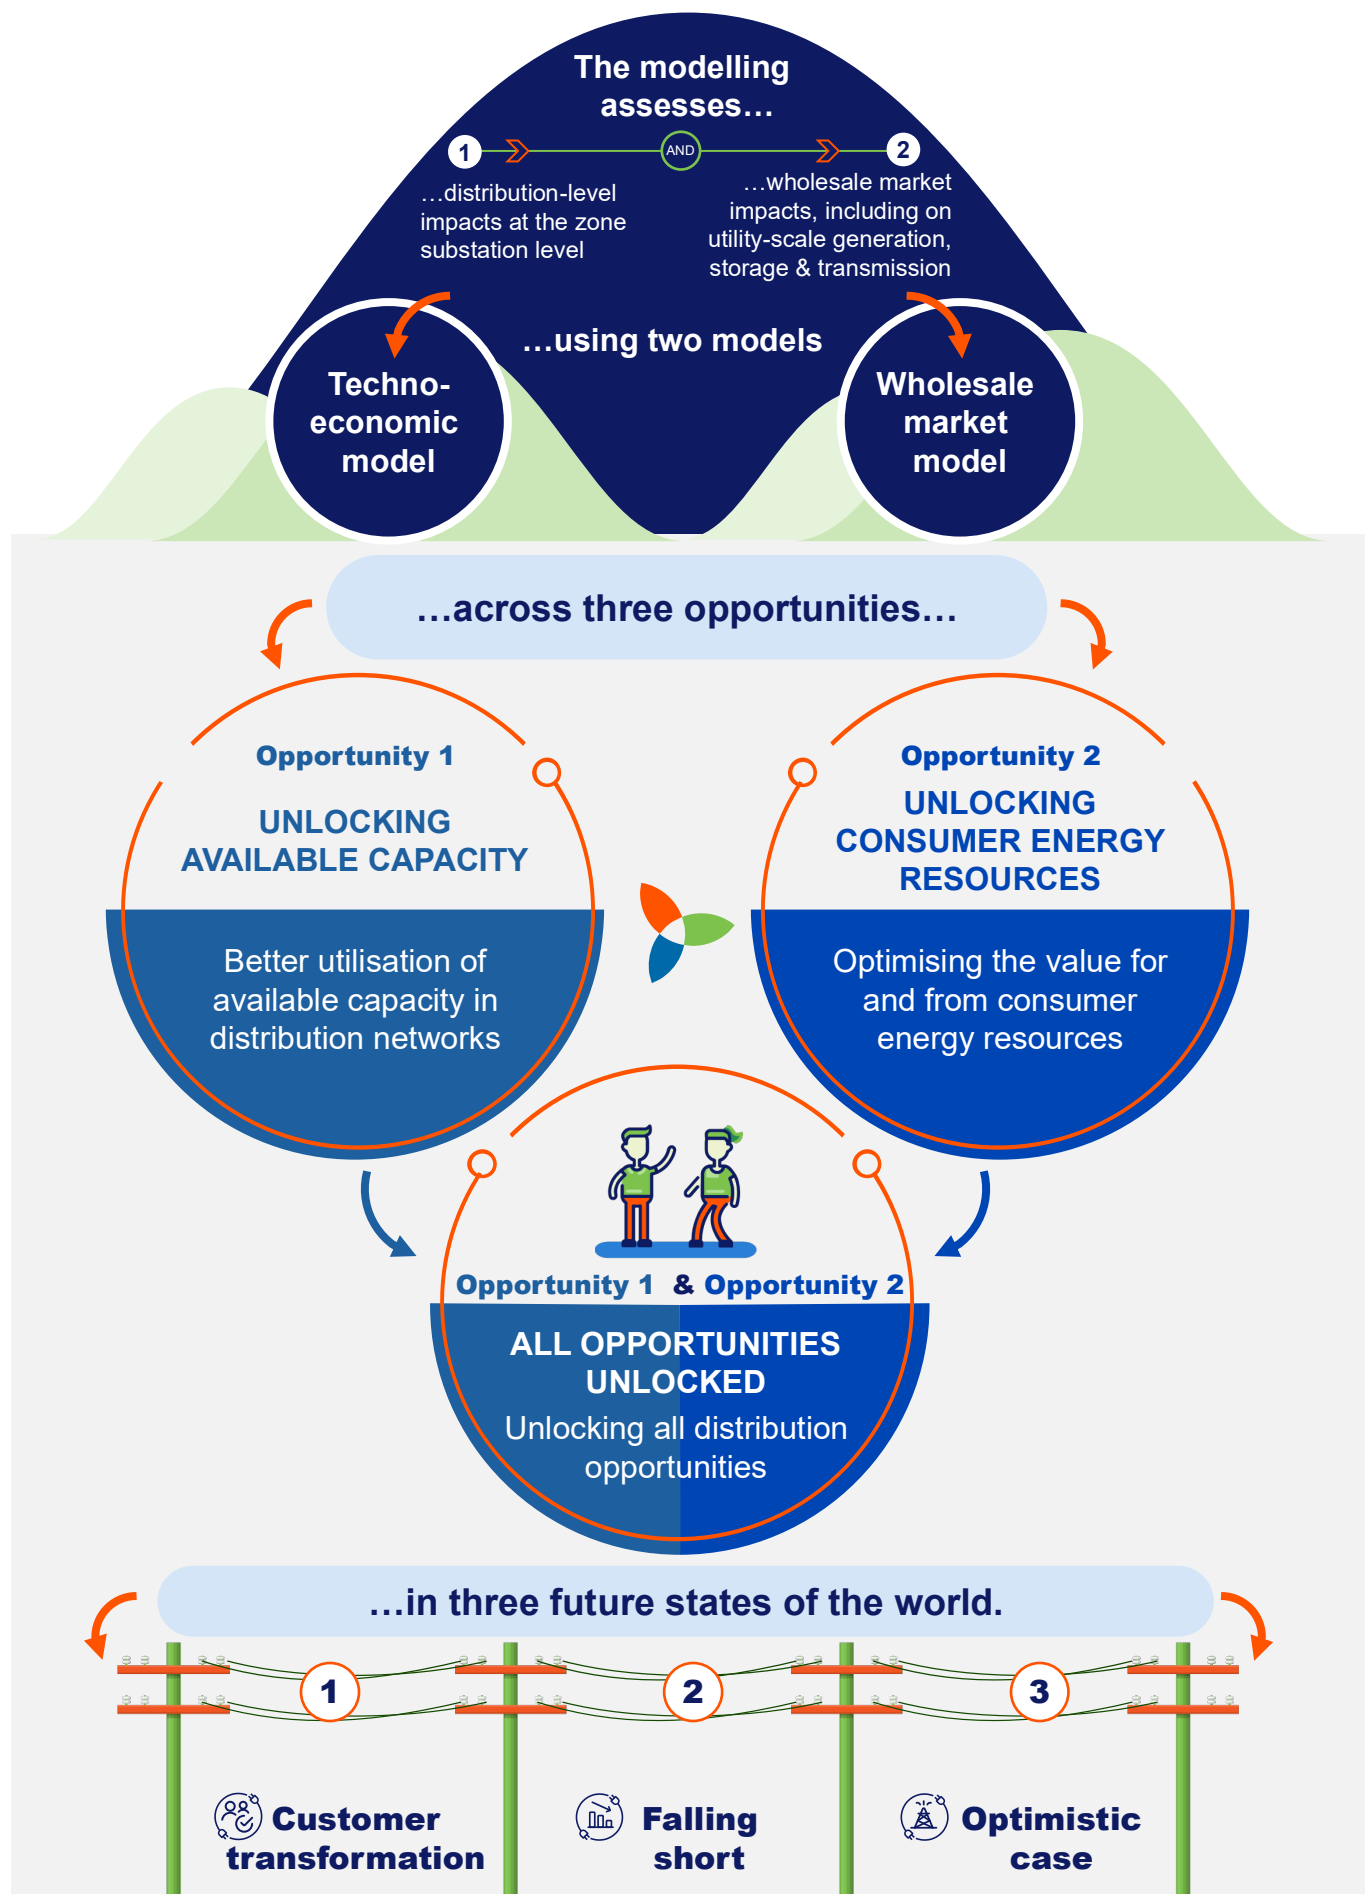 The modelling
assesses…
1
AND
2
…distribution-level
impacts at the zone
substation level
…wholesale market
impacts, including on
utility-scale generation,
storage & transmission
…using two models
Techno-
economic
model
Wholesale
market
model
…across three opportunities…
Opportunity 1
UNLOCKING
AVAILABLE CAPACITY
Better utilisation of
available capacity in
distribution networks
Opportunity 2
UNLOCKING
CONSUMER ENERGY
RESOURCES
Optimising the value for
and from consumer
energy resources
Opportunity 1 & Opportunity 2
ALL OPPORTUNITIES
UNLOCKED
Unlocking all distribution
opportunities
…in three future states of the world.
1
2
3
Customer
transformation
Falling
short
Optimistic
case